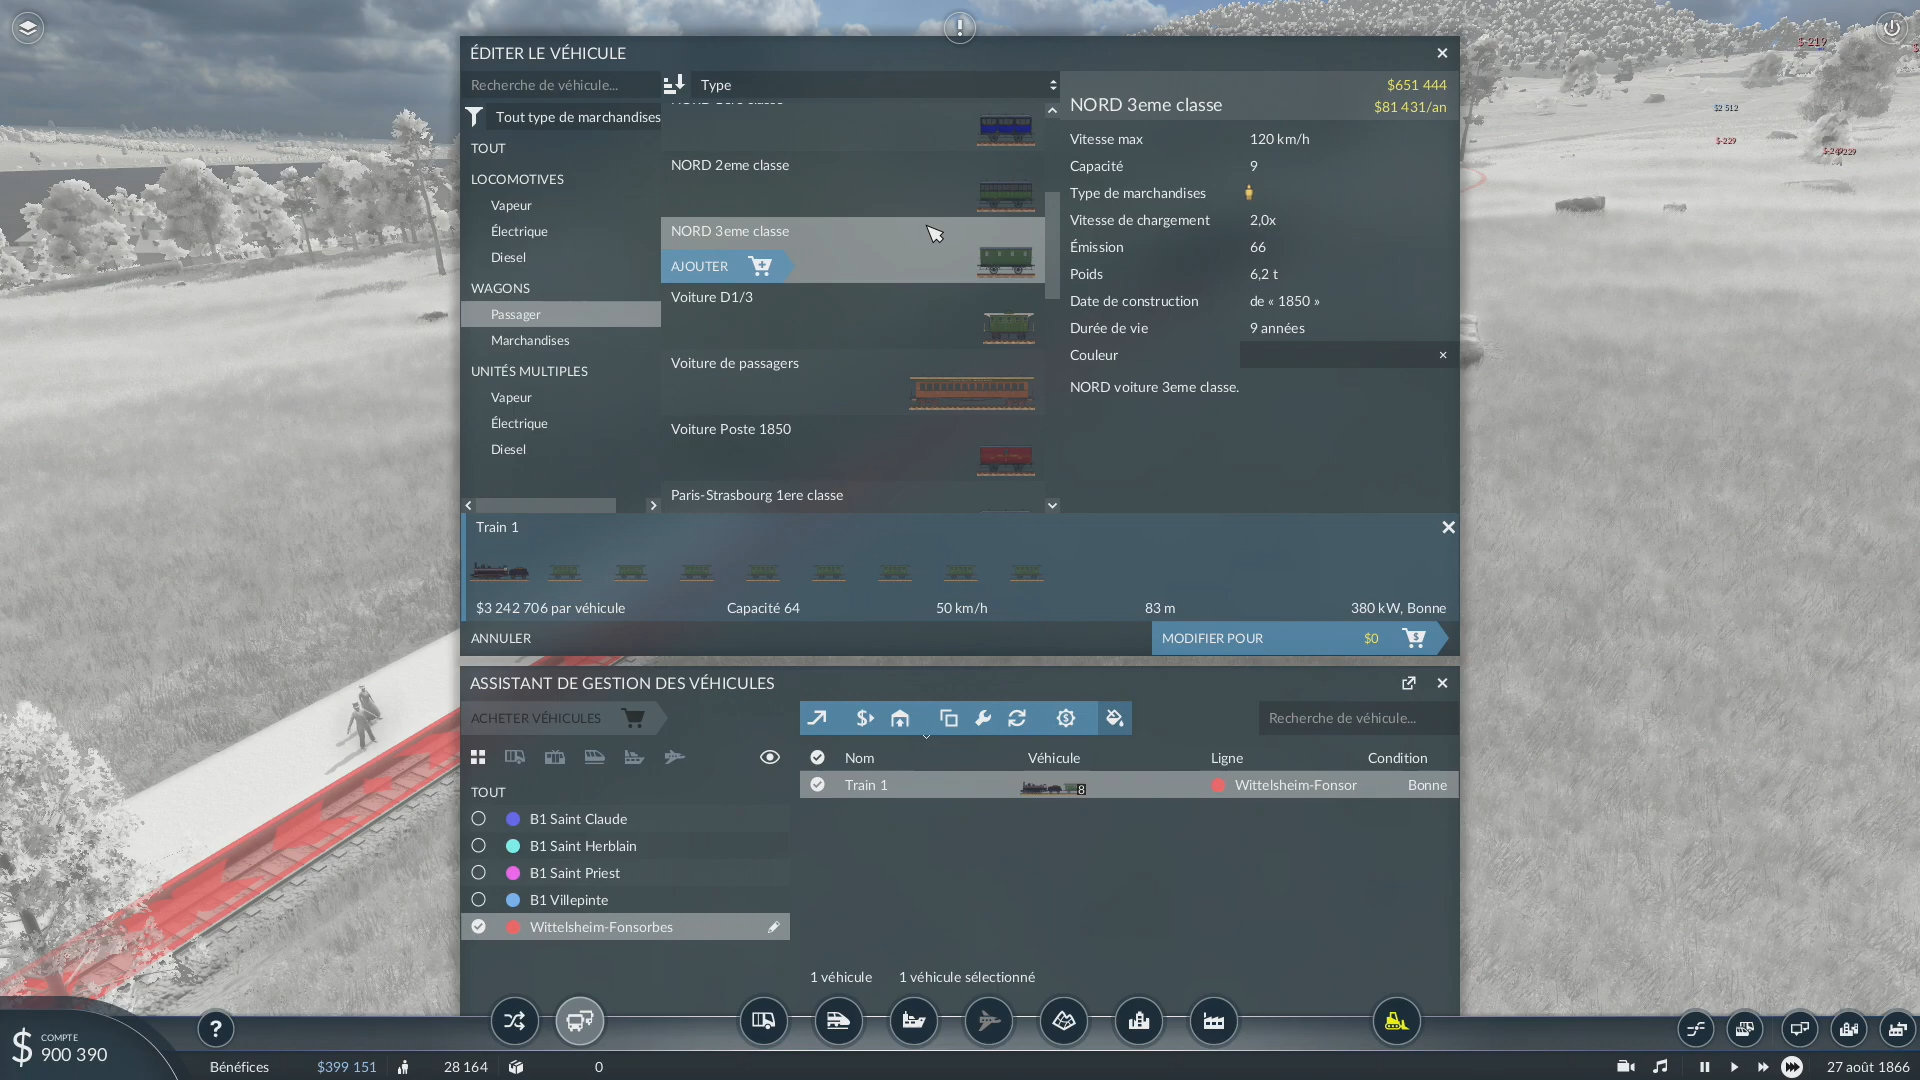 ÉDITER LE VÉHICULE
Recherche de véhicule...
Type
Tout type de marchandises
TOUT
LOCOMOTIVES
Vapeur
Électrique
Diesel
WAGONS
Passager
Marchandises
UNITÉS MULTIPLES
Vapeur
Électrique
Diesel
NORD 2eme classe
NORD 3eme classe
AJOUTER
Voiture D1/3
Voiture de passagers
Voiture Poste 1850
Paris-Strasbourg 1ere classe
$651 444
NORD 3eme classe
$81 431/an
Vitesse max 120 km/h
Capacité 9
Type de marchandises
Vitesse de chargement 2,0x
Émission 66
Poids 6,2 t
Date de construction de « 1850 »
Durée de vie 9 années
Couleur
NORD voiture 3eme classe.
Train 1
$3 242 706 par véhicule Capacité 64 50 km/h 83 m 380 kW, Bonne
ANNULER
MODIFIER POUR $0
ASSISTANT DE GESTION DES VÉHICULES
ACHETER VÉHICULES
Recherche de véhicule...
Nom Véhicule Ligne Condition
Train 1 8 Wittelsheim-Fonsor Bonne
TOUT
B1 Saint Claude
B1 Saint Herblain
B1 Saint Priest
B1 Villepinte
Wittelsheim-Fonsorbes
1 véhicule 1 véhicule sélectionné
$-219
$2 512
$-229
$ COMPTE
900 390
?
Bénéfices $399 151 28 164 0
27 août 1866